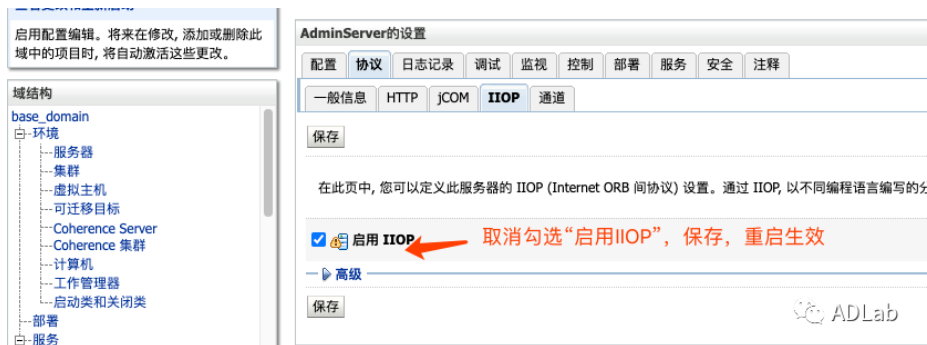 启用配置编辑。将来在修改, 添加或删除此
域中的项目时, 将自动激活这些更改。
域结构
base_domain
环境
服务器
集群
虚拟主机
可迁移目标
Coherence Server
Coherence 集群
计算机
工作管理器
启动类和关闭类
部署
服务
AdminServer的设置
配置 协议 日志记录 调试 监视 控制 部署 服务 安全 注释
一般信息 HTTP jCOM IIOP 通道
保存
在此页中, 您可以定义此服务器的 IIOP (Internet ORB 间协议) 设置。通过 IIOP, 以不同编程语言编写的分
启用 IIOP
取消勾选“启用IIOP”，保存，重启生效
高级
保存
ADLab